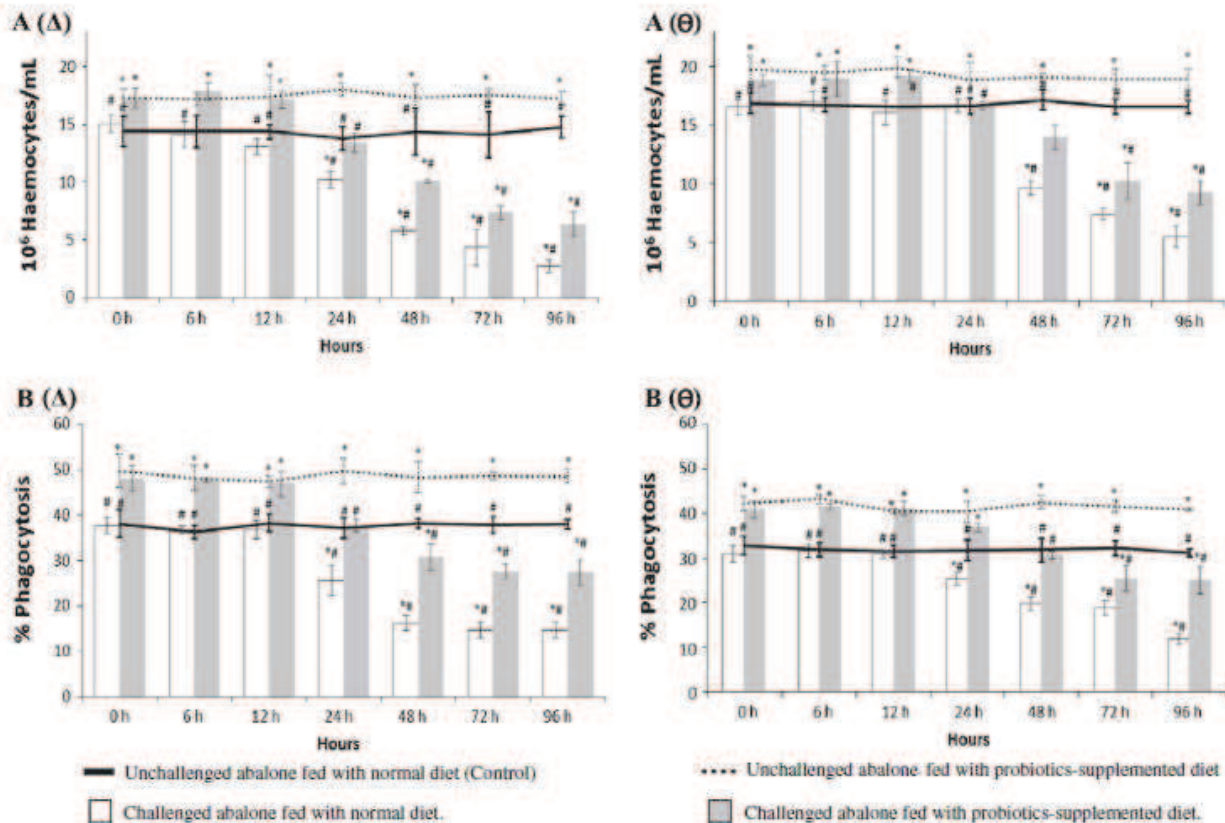 A (Δ)
A (Θ)
10⁶ Haemocytes/mL
20
15
10
5
0
0 h 6 h 12 h 24 h 48 h 72 h 96 h
Hours
10⁶ Haemocytes/mL
20
15
10
5
0
0 h 6 h 12 h 24 h 48 h 72 h 96 h
Hours
B (Δ)
B (Θ)
% Phagocytosis
60
50
40
30
20
10
0
0 h 6 h 12 h 24 h 48 h 72 h 96 h
Hours
% Phagocytosis
60
50
40
30
20
10
0
0 h 6 h 12 h 24 h 48 h 72 h 96 h
Hours
Unchallenged abalone fed with normal diet (Control)
Unchallenged abalone fed with probiotics-supplemented diet
Challenged abalone fed with normal diet.
Challenged abalone fed with probiotics-supplemented diet.